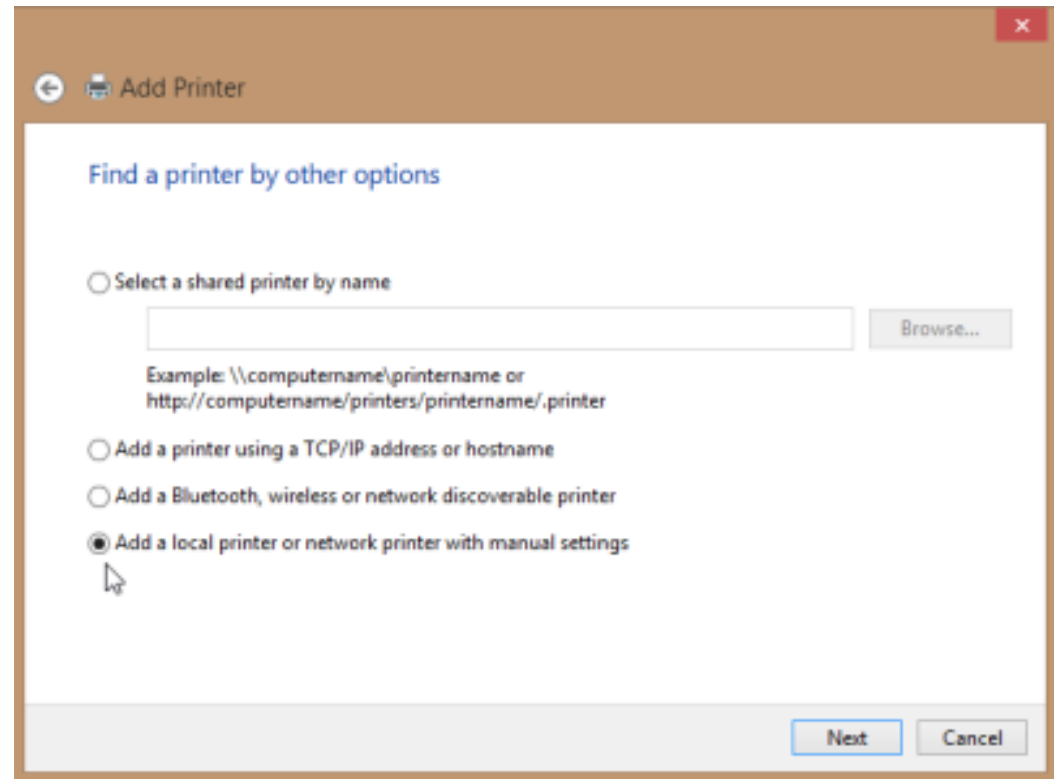 Add Printer
Find a printer by other options
Select a shared printer by name
Browse...
Example: \\computername\printername or
http://computername/printers/printername/.printer
Add a printer using a TCP/IP address or hostname
Add a Bluetooth, wireless or network discoverable printer
Add a local printer or network printer with manual settings
Next
Cancel